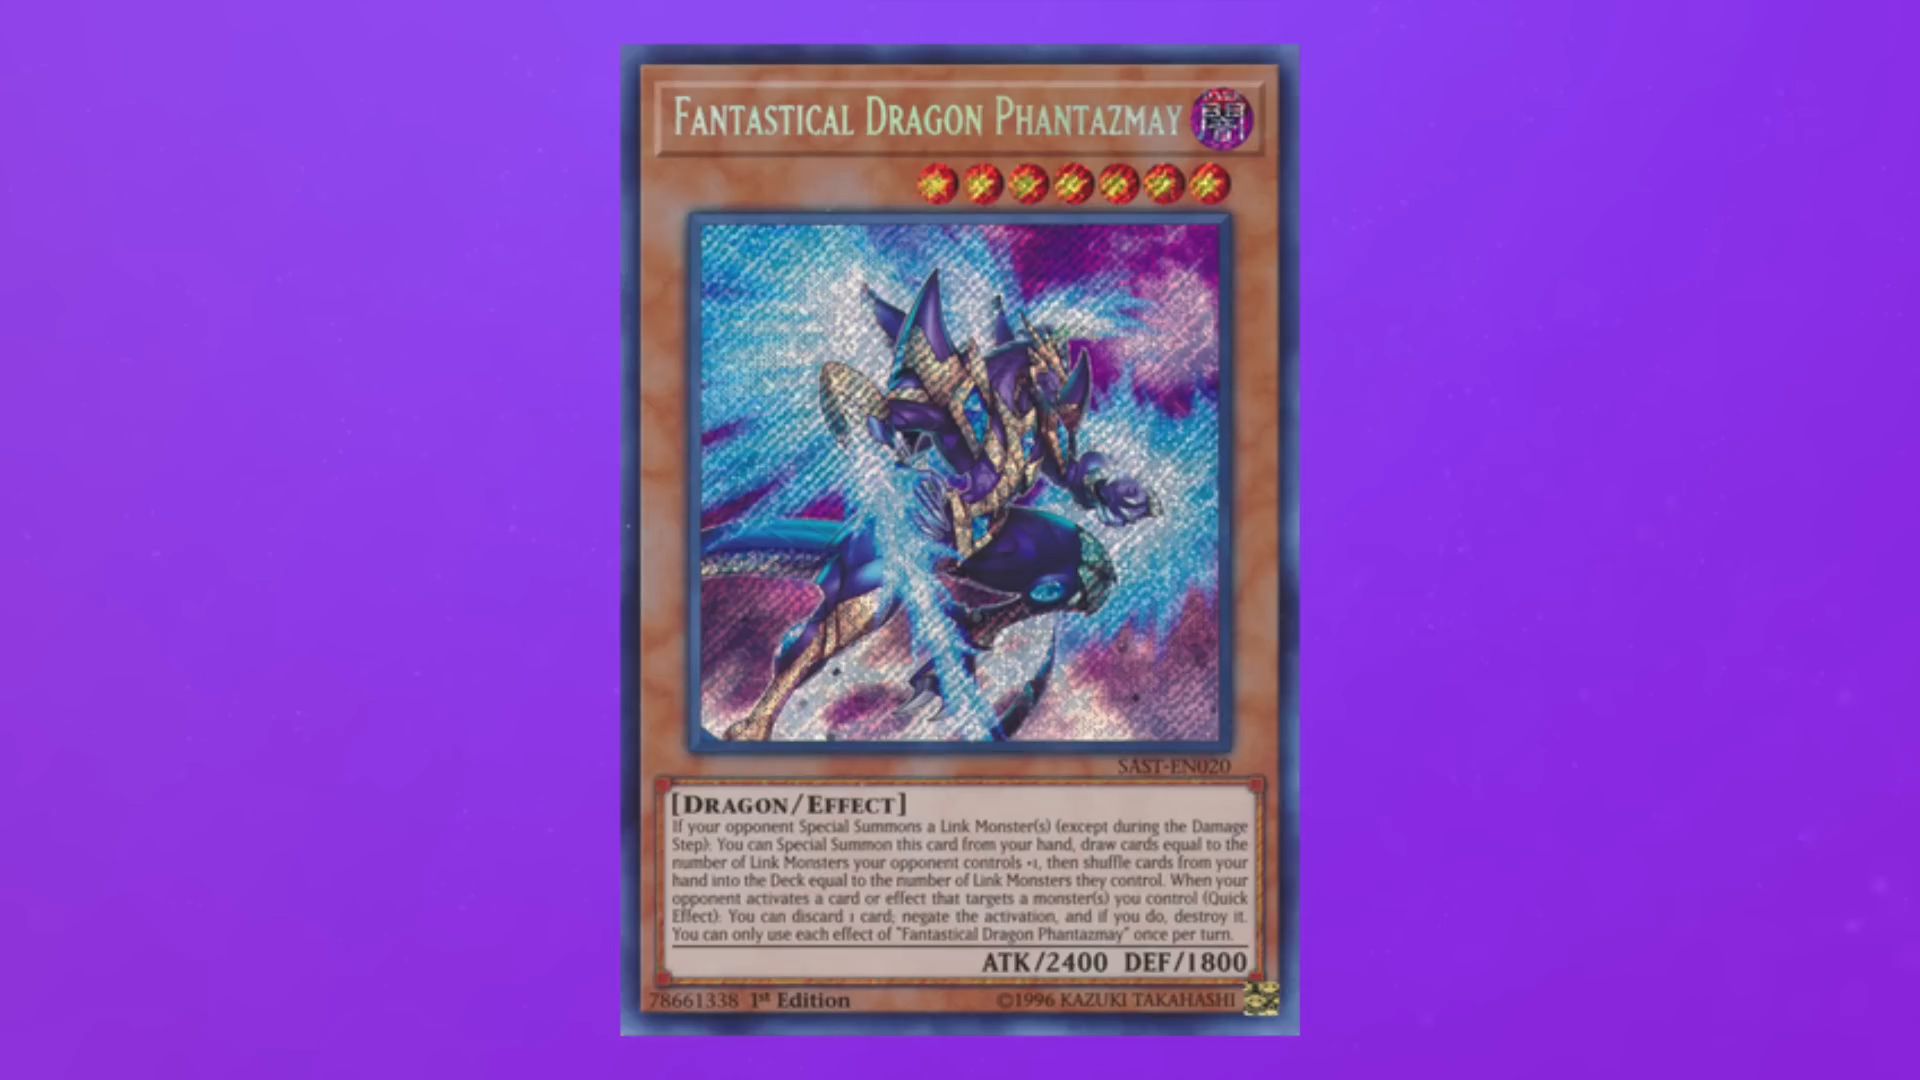 FANTASTICAL DRAGON PHANTAZMAY
SAST-EN020
[DRAGON/EFFECT]
If your opponent Special Summons a Link Monster(s) (except during the Damage
Step): You can Special Summon this card from your hand, draw cards equal to the
number of Link Monsters your opponent controls +1, then shuffle cards from your
hand into the Deck equal to the number of Link Monsters they control. When your
opponent activates a card or effect that targets a monster(s) you control (Quick
Effect): You can discard 1 card; negate the activation, and if you do, destroy it.
You can only use each effect of "Fantastical Dragon Phantazmay" once per turn.
ATK/2400 DEF/1800
78661338 1st Edition ©1996 KAZUKI TAKAHASHI